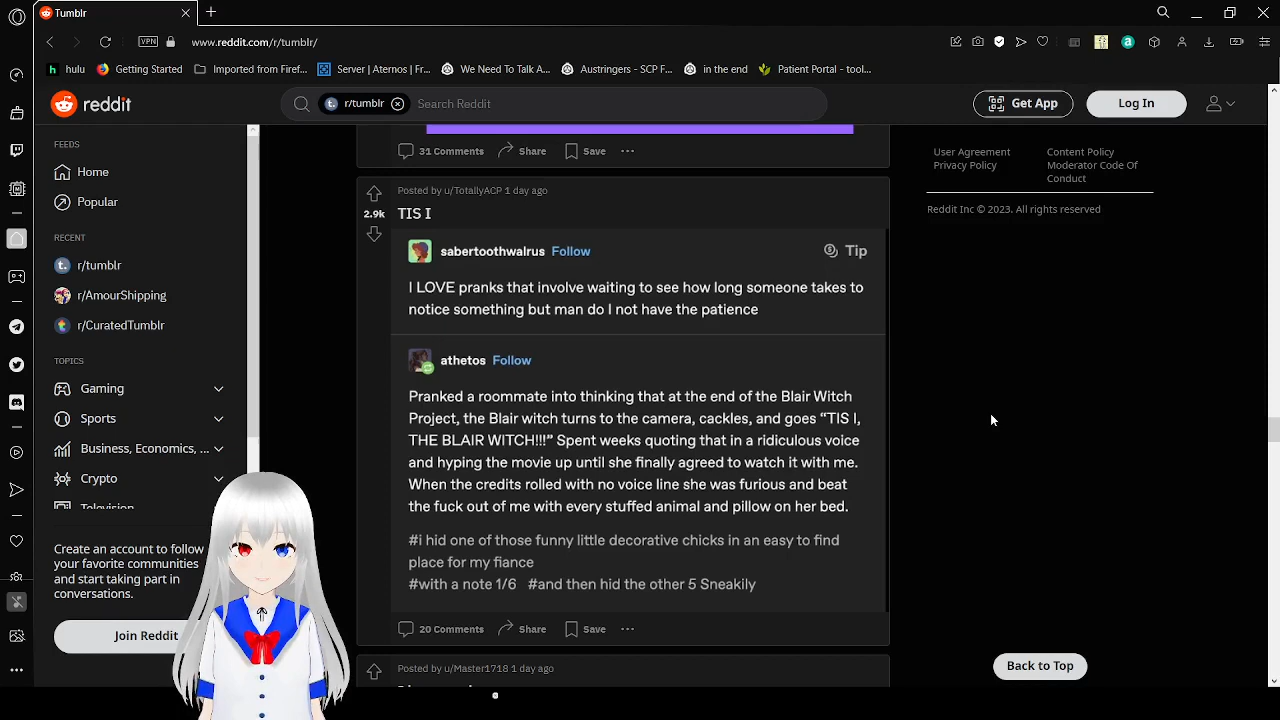 Tumblr
VPN
www.reddit.com/r/tumblr/
hulu
Getting Started
Imported from Firef...
Server | Aternos | Fr...
We Need To Talk A...
Austringers - SCP F...
in the end
Patient Portal - tool...
reddit
r/tumblr
Search Reddit
Get App
Log In
FEEDS
Home
Popular
RECENT
r/tumblr
r/AmourShipping
r/CuratedTumblr
TOPICS
Gaming
Sports
Business, Economics, ...
Crypto
Television
Create an account to follow
your favorite communities
and start taking part in
conversations.
Join Reddit
31 Comments
Share
Save
Posted by u/TotallyACP 1 day ago
2.9k
TIS I
sabertoothwalrus Follow
Tip
I LOVE pranks that involve waiting to see how long someone takes to
notice something but man do I not have the patience
athetos Follow
Pranked a roommate into thinking that at the end of the Blair Witch
Project, the Blair witch turns to the camera, cackles, and goes “TIS I,
THE BLAIR WITCH!!!” Spent weeks quoting that in a ridiculous voice
and hyping the movie up until she finally agreed to watch it with me.
When the credits rolled with no voice line she was furious and beat
the fuck out of me with every stuffed animal and pillow on her bed.
#i hid one of those funny little decorative chicks in an easy to find
place for my fiance
#with a note 1/6 #and then hid the other 5 Sneakily
20 Comments
Share
Save
Posted by u/Master1718 1 day ago
User Agreement
Privacy Policy
Content Policy
Moderator Code Of
Conduct
Reddit Inc © 2023. All rights reserved
Back to Top